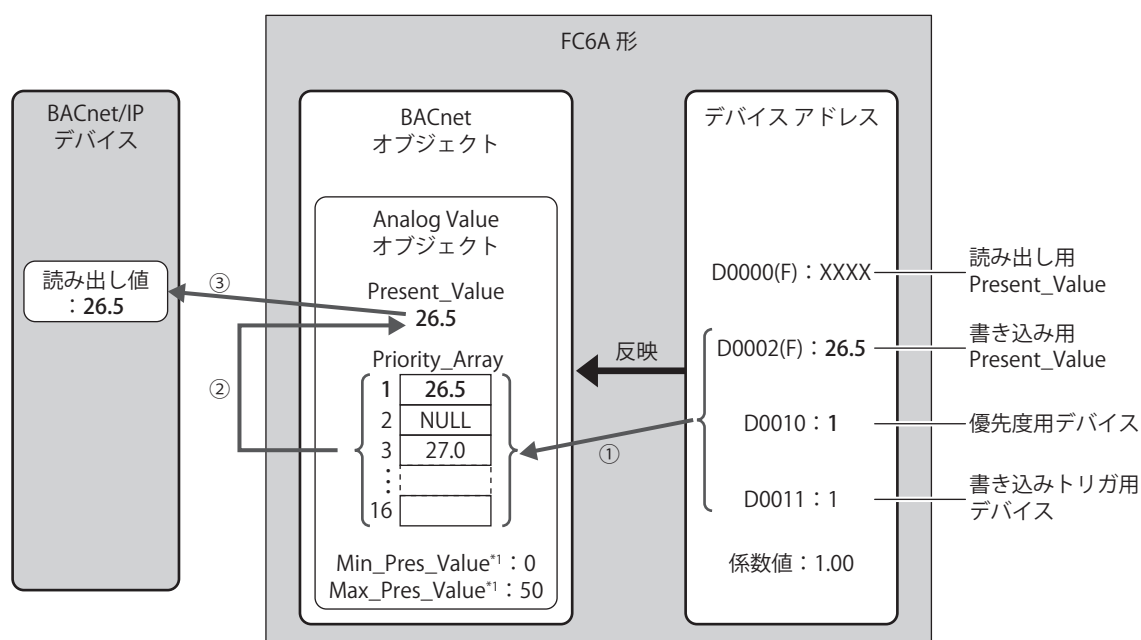 FC6A 形
BACnet/IP
デバイス
読み出し値
：26.5
③
②
BACnet
オブジェクト
Analog Value
オブジェクト
Present_Value
26.5
Priority_Array
1 26.5
2 NULL
3 27.0
⋮
16
Min_Pres_Value*1：0
Max_Pres_Value*1：50
反映
①
デバイス アドレス
D0000(F)：XXXX
D0002(F)：26.5
D0010：1
D0011：1
係数値：1.00
読み出し用
Present_Value
書き込み用
Present_Value
優先度用デバイス
書き込みトリガ用
デバイス